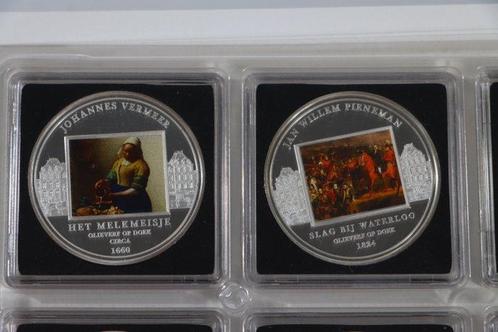 JOHANNES VERMEER
HET MELKMEISJE
OLIEVERF OP DOEK
CIRCA
1660
JAN WILLEM PIENEMAN
SLAG BIJ WATERLOO
OLIEVERF OP DOEK
1824